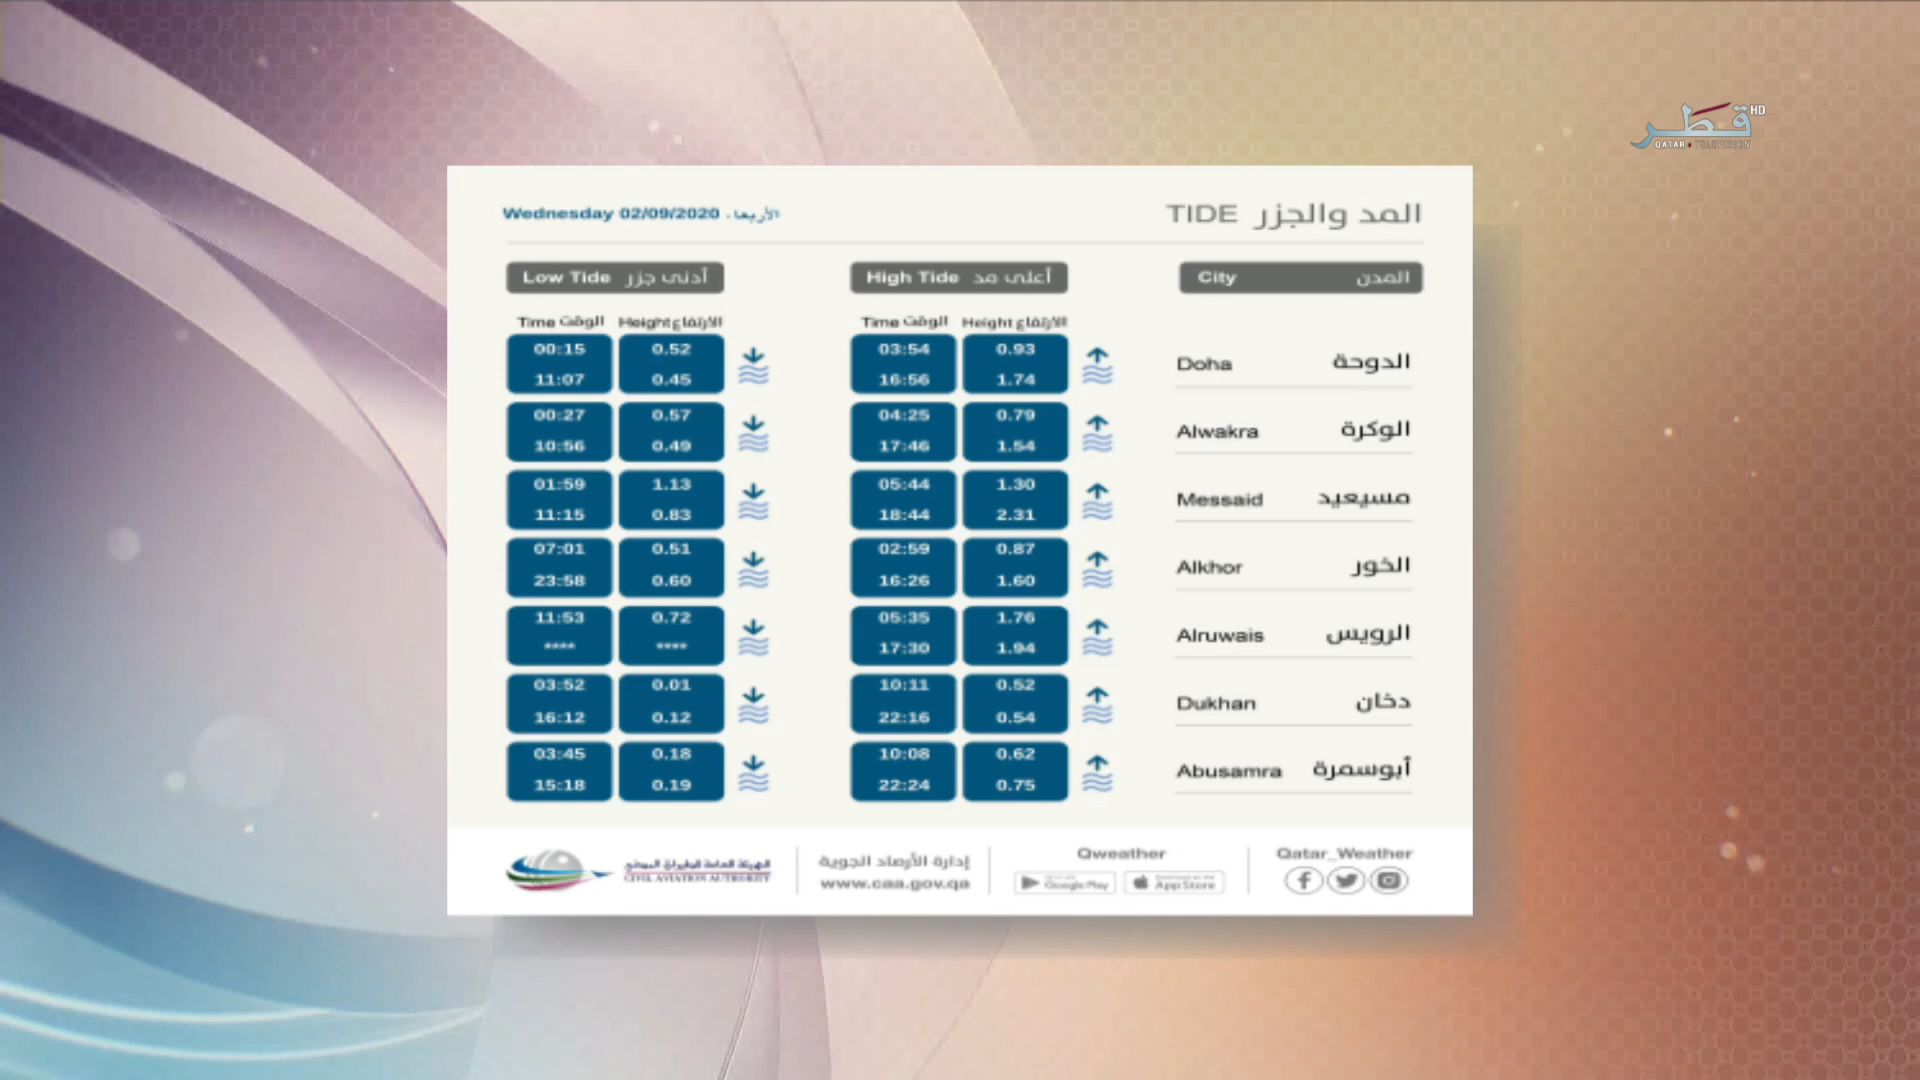 قطر HD
QATAR TELEVISION
Wednesday 02/09/2020 ، الأربعاء
TIDE المد والجزر
Low Tide أدنى جزر High Tide أعلى مد City المدن
Time الوقت Height الارتفاع Time الوقت Height الارتفاع
00:15 0.52 03:54 0.93
11:07 0.45 16:56 1.74
Doha الدوحة
00:27 0.57 04:25 0.79
10:56 0.49 17:46 1.54
Alwakra الوكرة
01:59 1.13 05:44 1.30
11:15 0.83 18:44 2.31
Messaid مسيعيد
07:01 0.51 02:59 0.87
23:58 0.60 16:26 1.60
Alkhor الخور
11:53 0.72 05:35 1.76
**** **** 17:30 1.94
Alruwais الرويس
03:52 0.01 10:11 0.52
16:12 0.12 22:16 0.54
Dukhan دخان
03:45 0.18 10:08 0.62
15:18 0.19 22:24 0.75
Abusamra أبوسمرة
الهيئة العامة للطيران المدني
CIVIL AVIATION AUTHORITY
إدارة الأرصاد الجوية
www.caa.gov.qa
Qweather
Google Play App Store
Qatar_Weather